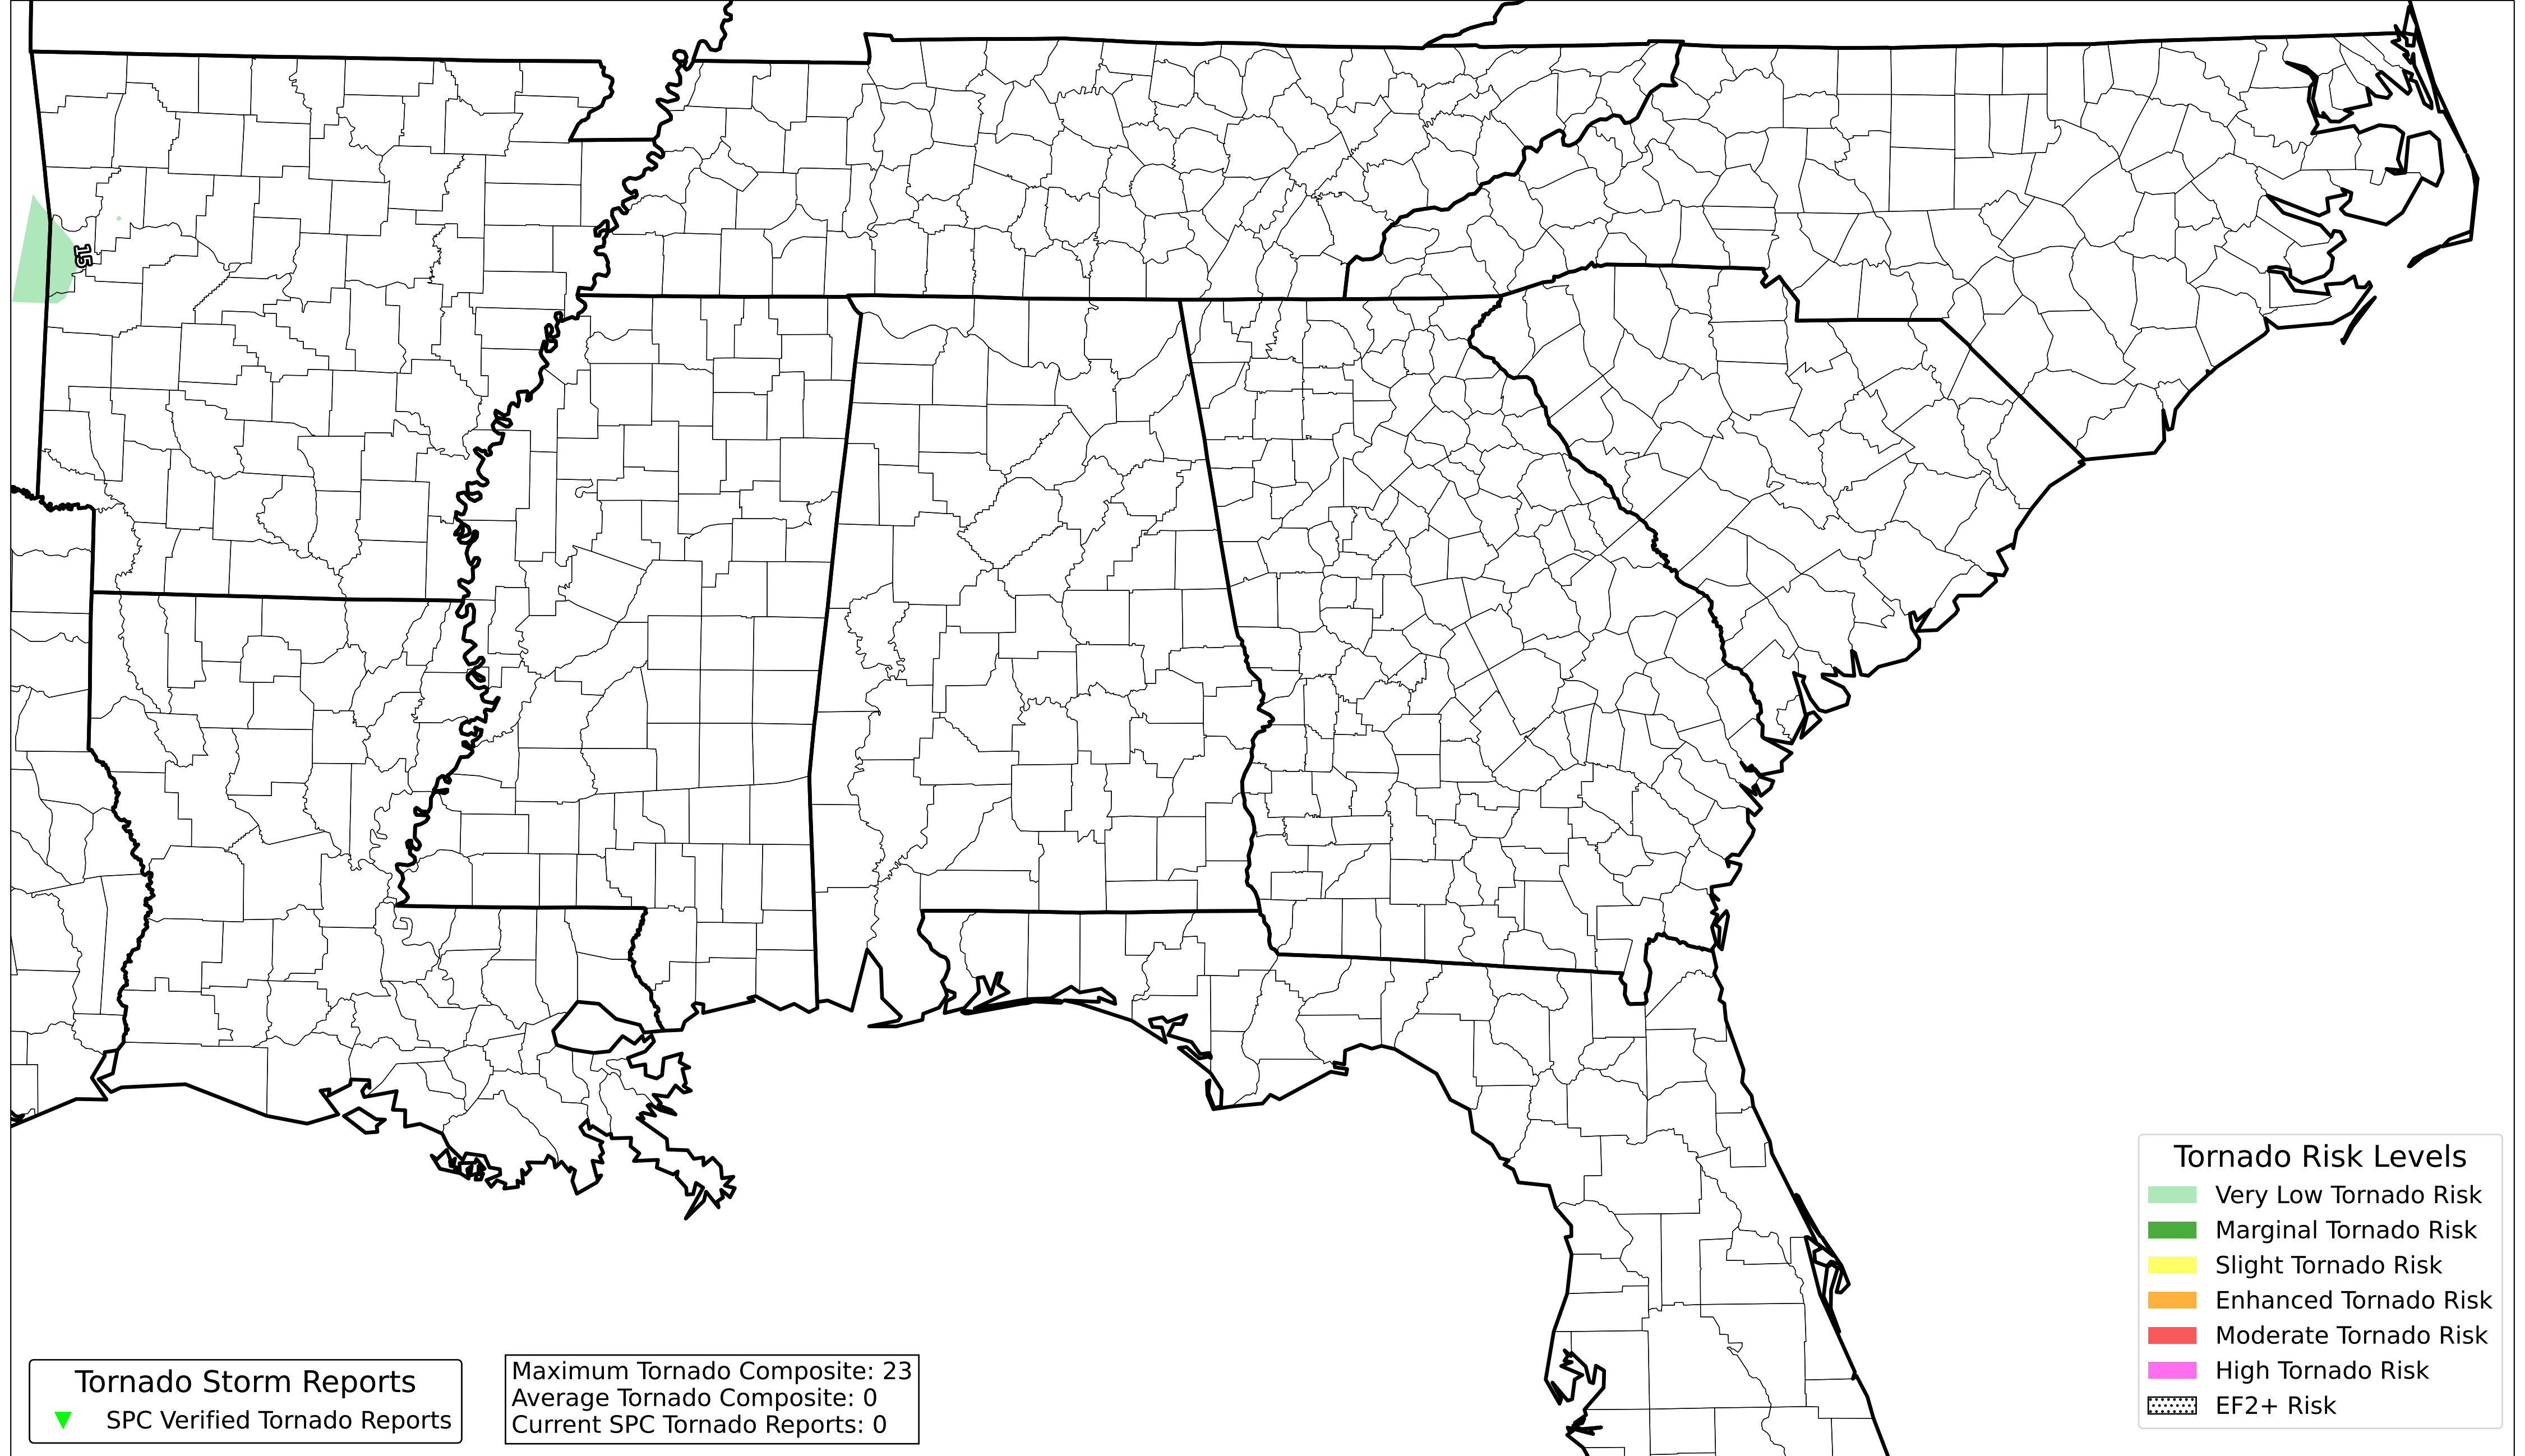 15
Tornado Risk Levels
Very Low Tornado Risk
Marginal Tornado Risk
Slight Tornado Risk
Enhanced Tornado Risk
Moderate Tornado Risk
High Tornado Risk
EF2+ Risk
Tornado Storm Reports
SPC Verified Tornado Reports
Maximum Tornado Composite: 23
Average Tornado Composite: 0
Current SPC Tornado Reports: 0